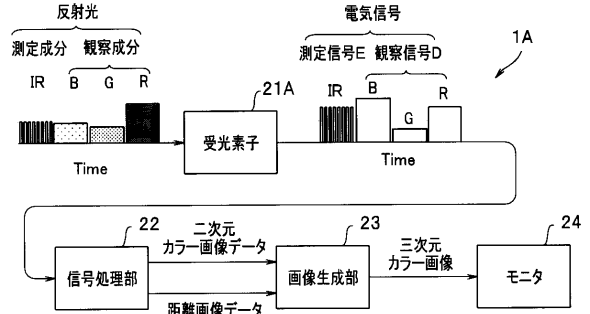 反射光
測定成分 観察成分
IR B G R
Time
21A
受光素子
電気信号
測定信号E 観察信号D
IR B G R
Time
1A
22
信号処理部
二次元
カラー画像データ
距離画像データ
23
画像生成部
三次元
カラー画像
24
モニタ